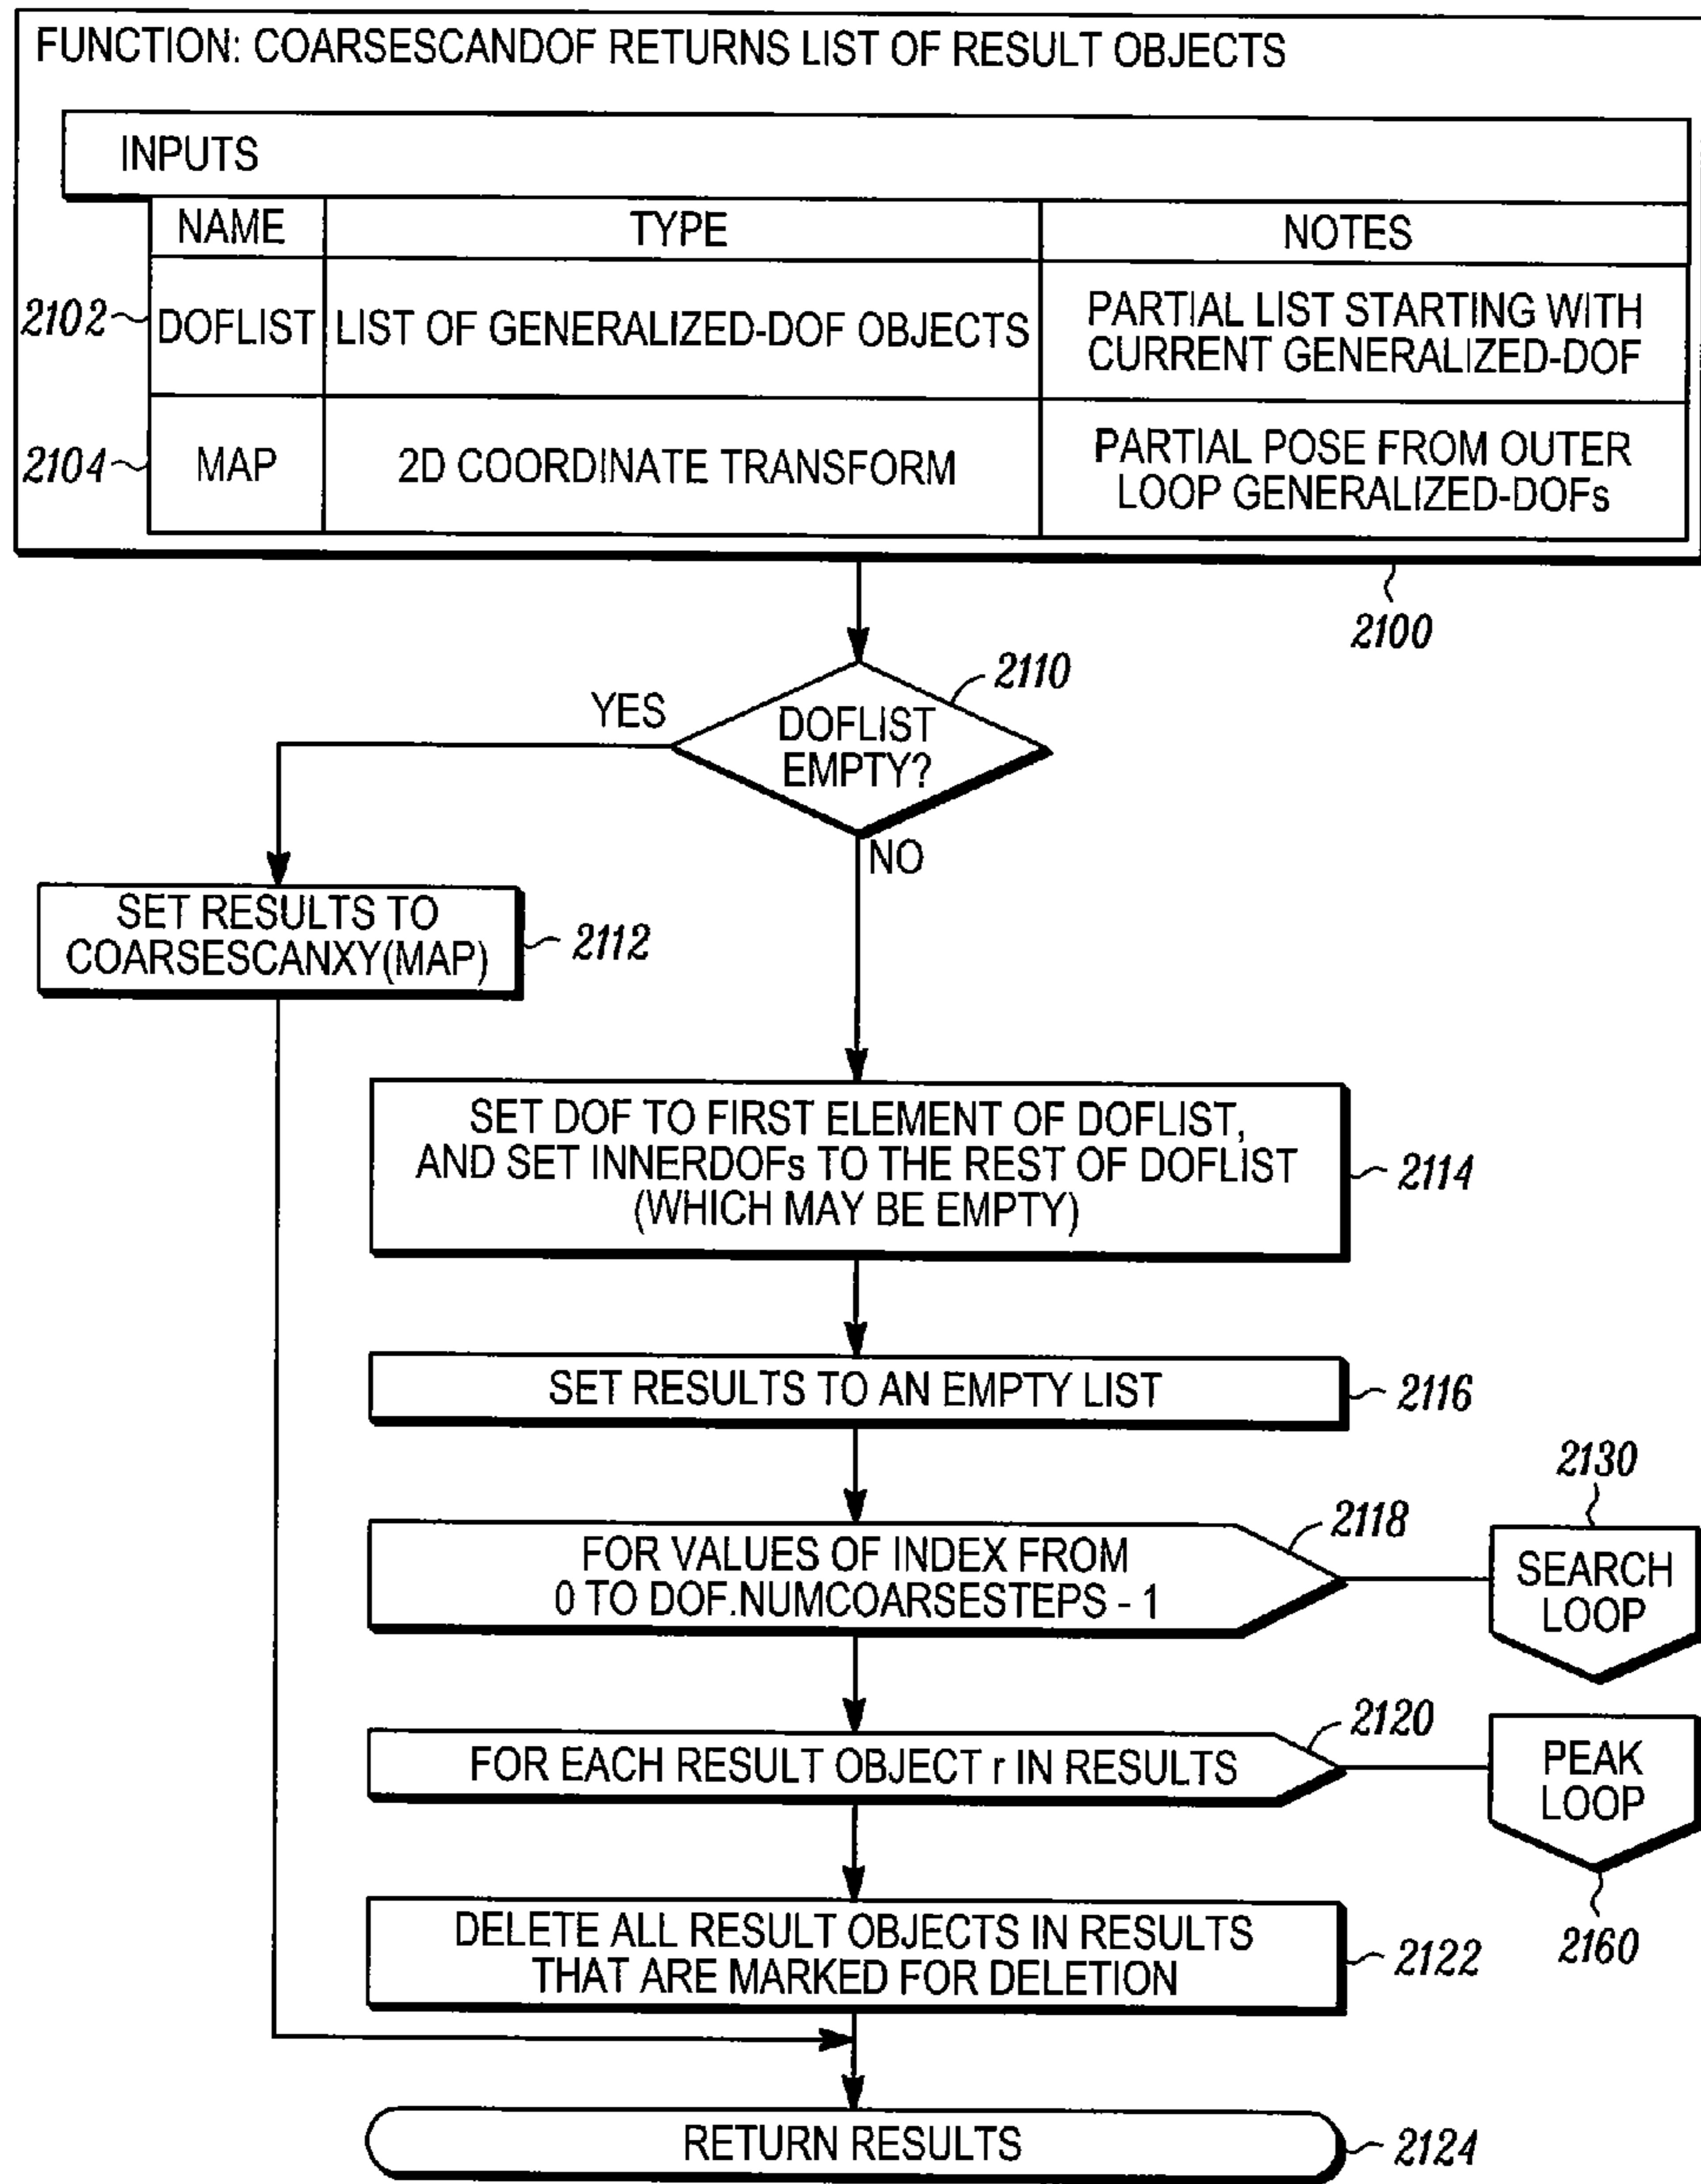 FUNCTION: COARSESCANDOF RETURNS LIST OF RESULT OBJECTS
INPUTS
NAME TYPE NOTES
2102 DOFLIST LIST OF GENERALIZED-DOF OBJECTS PARTIAL LIST STARTING WITH
CURRENT GENERALIZED-DOF
2104 MAP 2D COORDINATE TRANSFORM PARTIAL POSE FROM OUTER
LOOP GENERALIZED-DOFs
2100
2110
YES
DOFLIST
EMPTY?
NO
SET RESULTS TO
COARSESCANXY(MAP)
2112
SET DOF TO FIRST ELEMENT OF DOFLIST,
AND SET INNERDOFs TO THE REST OF DOFLIST
(WHICH MAY BE EMPTY)
2114
SET RESULTS TO AN EMPTY LIST
2116
2130
2118
FOR VALUES OF INDEX FROM
0 TO DOF.NUMCOARSESTEPS - 1
SEARCH
LOOP
2120
FOR EACH RESULT OBJECT r IN RESULTS
PEAK
LOOP
2160
DELETE ALL RESULT OBJECTS IN RESULTS
THAT ARE MARKED FOR DELETION
2122
RETURN RESULTS
2124